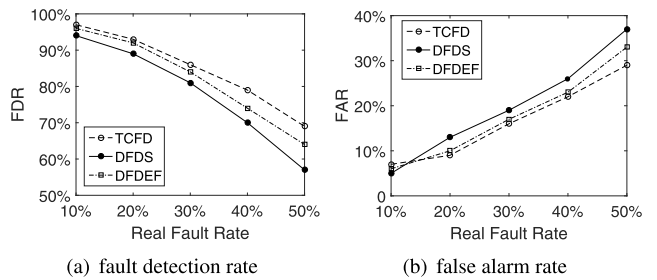 100%
90%
80%
70%
60%
50%
FDR
TCFD
DFDS
DFDEF
10% 20% 30% 40% 50%
Real Fault Rate
(a) fault detection rate
40%
30%
20%
10%
0
FAR
TCFD
DFDS
DFDEF
10% 20% 30% 40% 50%
Real Fault Rate
(b) false alarm rate